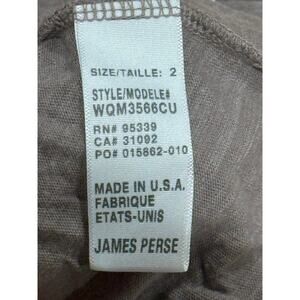 SIZE/TAILLE: 2
STYLE/MODELE#
WQM3566CU
RN# 95339
CA# 31092
PO# 015862-010
MADE IN U.S.A.
FABRIQUE
ETATS-UNIS
JAMES PERSE